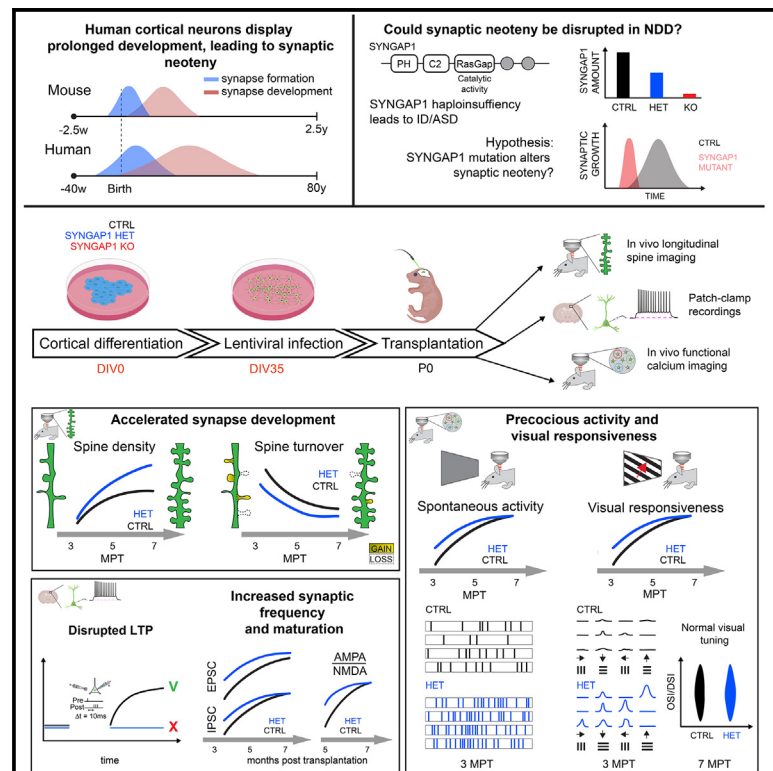 Human cortical neurons display
prolonged development, leading to synaptic
neoteny
synapse formation
synapse development
Mouse
-2.5w
2.5y
Human
-40w
Birth
80y
Could synaptic neoteny be disrupted in NDD?
SYNGAP1
PH
C2
RasGap
Catalytic
activity
SYNGAP1 haploinsuffiency
leads to ID/ASD
Hypothesis:
SYNGAP1 mutation alters
synaptic neoteny?
SYNGAP1
AMOUNT
CTRL
HET
KO
SYNAPTIC
GROWTH
CTRL
SYNGAP1
MUTANT
TIME
CTRL
SYNGAP1 HET
SYNGAP1 KO
Cortical differentiation
Lentiviral infection
Transplantation
DIV0
DIV35
P0
In vivo longitudinal
spine imaging
Patch-clamp
recordings
In vivo functional
calcium imaging
Accelerated synapse development
Spine density
Spine turnover
HET
CTRL
3
5
7
MPT
HET
CTRL
3
5
7
MPT
GAIN
LOSS
Disrupted LTP
Pre
Post
Δt = 10ms
V
X
time
Increased synaptic frequency
and maturation
EPSC
IPSC
HET
CTRL
AMPA
NMDA
HET
CTRL
5
7
3
5
7
months post transplantation
Precocious activity and
visual responsiveness
Spontaneous activity
Visual responsiveness
HET
CTRL
3
5
7
MPT
HET
CTRL
3
5
7
MPT
CTRL
HET
3 MPT
CTRL
HET
3 MPT
Normal visual
tuning
OSI/DSI
CTRL
HET
7 MPT